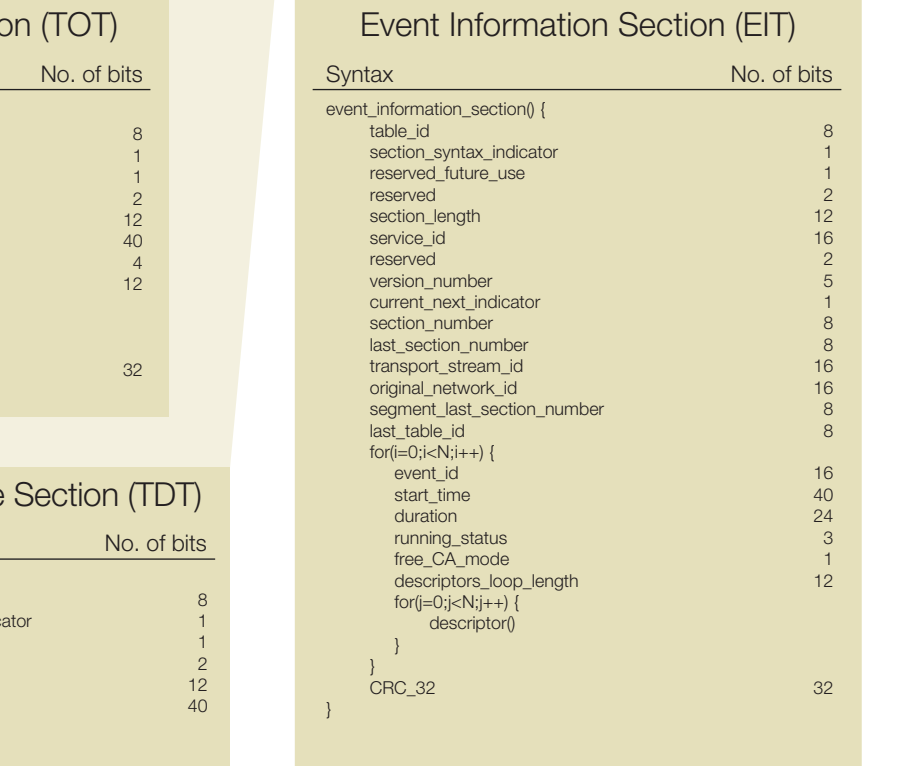 on (TOT)
No. of bits
8
1
1
2
12
40
4
12
32
e Section (TDT)
No. of bits
8
cator 1
1
2
12
40
Event Information Section (EIT)
Syntax No. of bits
event_information_section() {
table_id 8
section_syntax_indicator 1
reserved_future_use 1
reserved 2
section_length 12
service_id 16
reserved 2
version_number 5
current_next_indicator 1
section_number 8
last_section_number 8
transport_stream_id 16
original_network_id 16
segment_last_section_number 8
last_table_id 8
for(i=0;i<N;i++) {
event_id 16
start_time 40
duration 24
running_status 3
free_CA_mode 1
descriptors_loop_length 12
for(j=0;j<N;j++) {
descriptor()
}
}
CRC_32 32
}